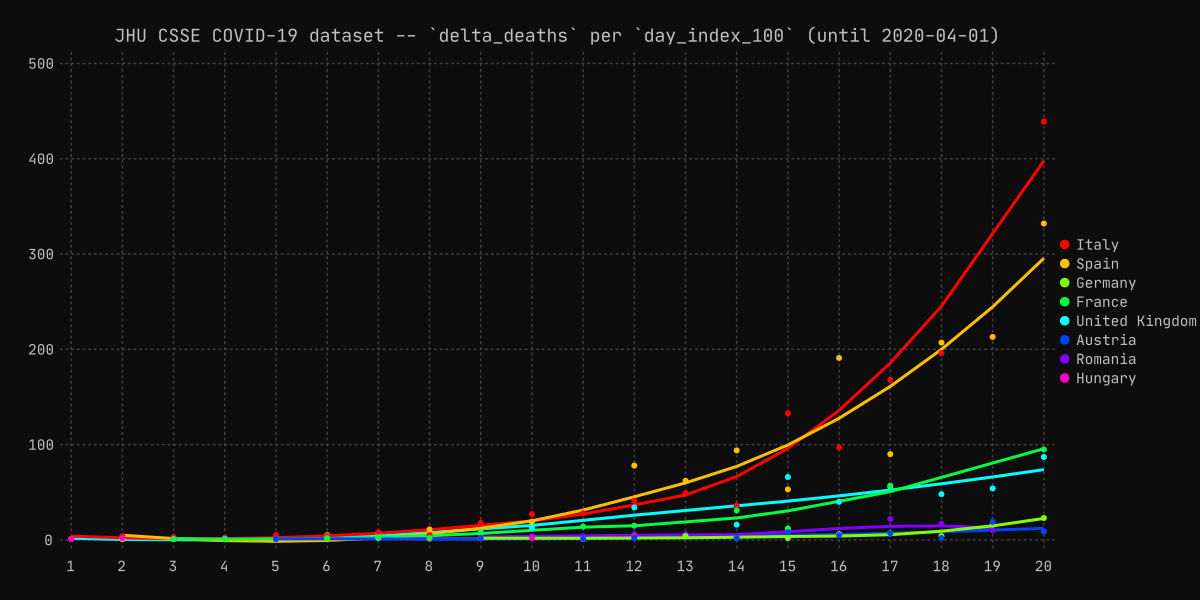 JHU CSSE COVID-19 dataset -- `delta_deaths` per `day_index_100` (until 2020-04-01)
500
400
300
200
100
0
1 2 3 4 5 6 7 8 9 10 11 12 13 14 15 16 17 18 19 20
Italy
Spain
Germany
France
United Kingdom
Austria
Romania
Hungary